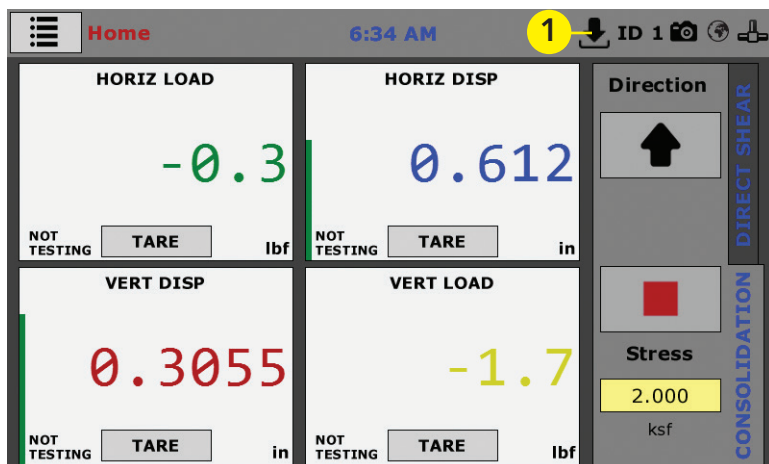 Home 6:34 AM 1 ID 1
HORIZ LOAD
-0.3
NOT TESTING TARE lbf
HORIZ DISP
0.612
NOT TESTING TARE in
VERT DISP
0.3055
NOT TESTING TARE in
VERT LOAD
-1.7
NOT TESTING TARE lbf
Direction
Stress
2.000
ksf
DIRECT SHEAR
CONSOLIDATION